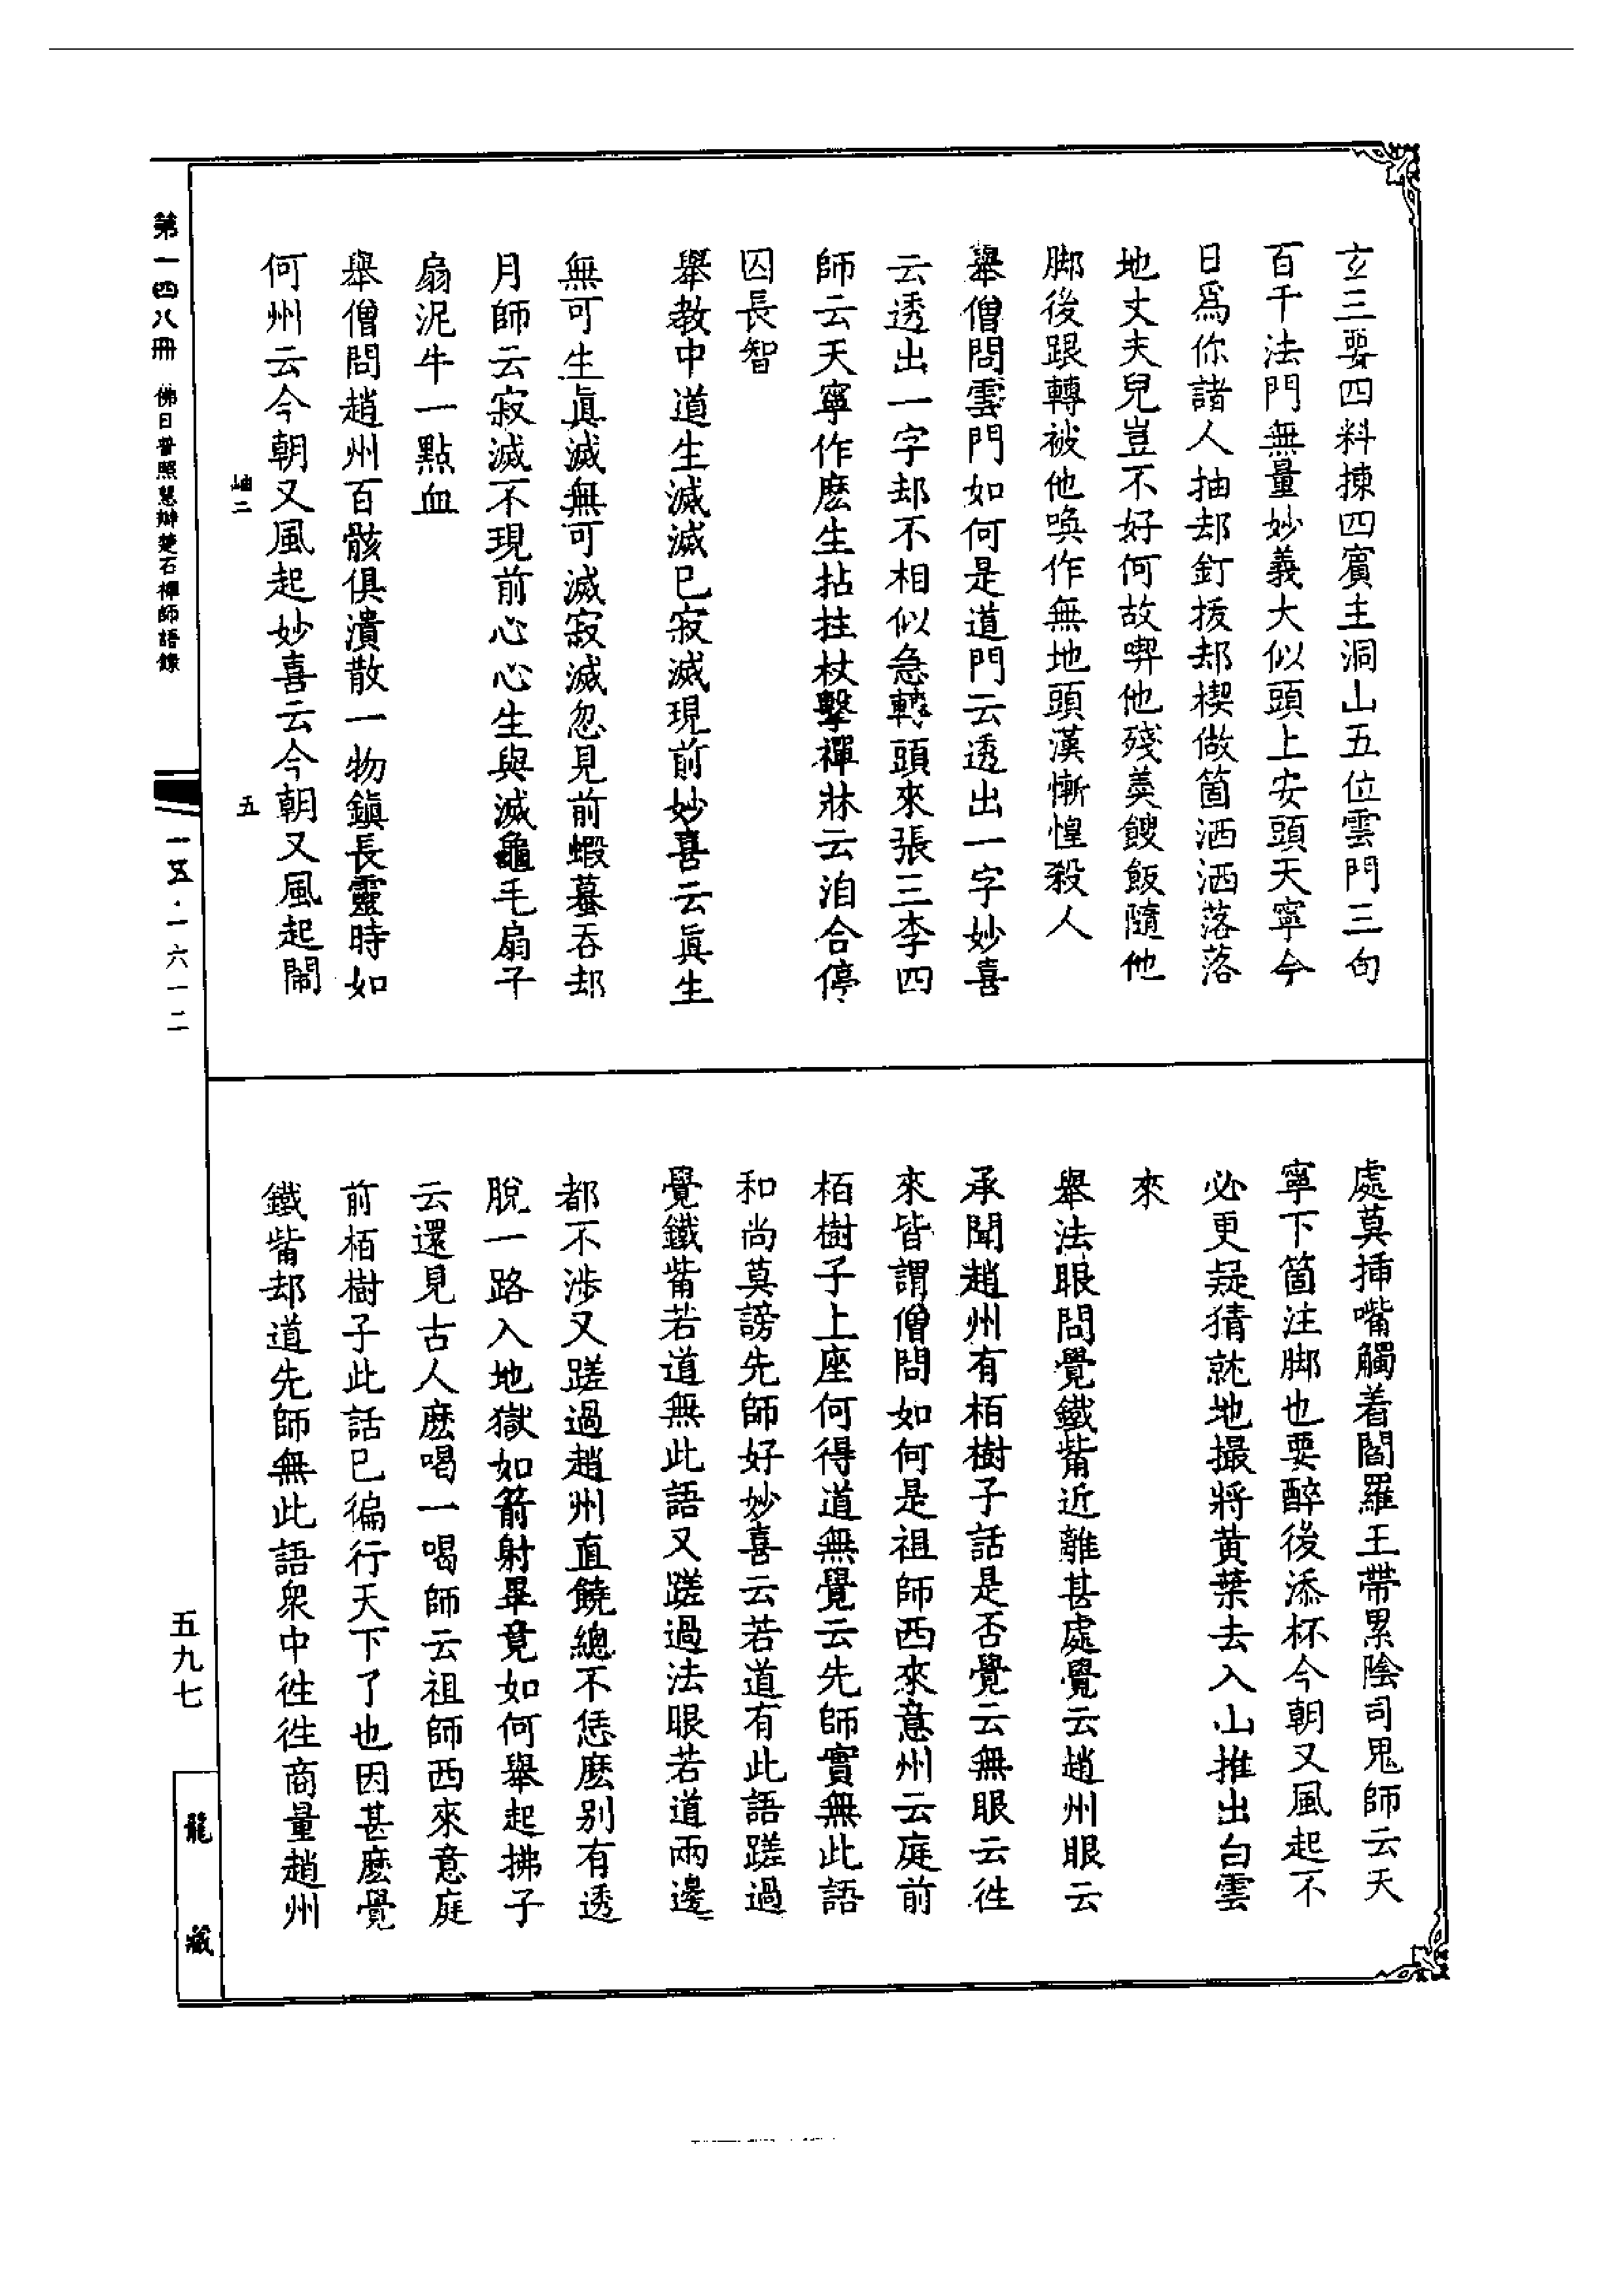 玄三要四料揀四賔主洞山五位雲門三句
百千法門無量妙義大似頭上安頭天寧今
日爲你諸人抽却釘拔却楔做箇洒洒落落
地丈夫兒豈不好何故喫他殘羹餿飯隨他
脚後跟轉被他喚作無地頭漢慚惶殺人
舉僧問雲門如何是道門云透出一字妙喜
云透出一字却不相似急轉頭來張三李四
師云天寧作麽生拈拄杖擊禪牀云洎合停
囚長智
舉教中道生滅滅已寂滅現前妙喜云眞生
無可生眞滅無可滅寂滅忽見前蝦蟇吞却
月師云寂滅不現前心心生與滅龜毛扇子
扇泥牛一點血
舉僧問趙州百骸俱潰散一物鎭長靈時如
何州云今朝又風起妙喜云今朝又風起鬧
岫二
五
處莫揷嘴觸着閻羅王帶累陰司鬼師云天
寧下箇注脚也要醉後添杯今朝又風起不
必更疑猜就地撮將黃葉去入山推出白雲
來
舉法眼問覺鐵觜近離甚處覺云趙州眼云
承聞趙州有栢樹子話是否覺云無眼云徃
來皆謂僧問如何是祖師西來意州云庭前
栢樹子上座何得道無覺云先師實無此語
和尚莫謗先師好妙喜云若道有此語蹉過
覺鐵觜若道無此語又蹉過法眼若道兩邊
都不涉又蹉過趙州直饒總不恁麽別有透
脫一路入地獄如箭射畢竟如何舉起拂子
云還見古人麽喝一喝師云祖師西來意庭
前栢樹子此話已徧行天下了也因甚麽覺
鐵觜却道先師無此語衆中徃徃商量趙州
第一四八冊
佛日普照慧辯楚石禪師語錄
一五·一六一二
五九七
龍藏